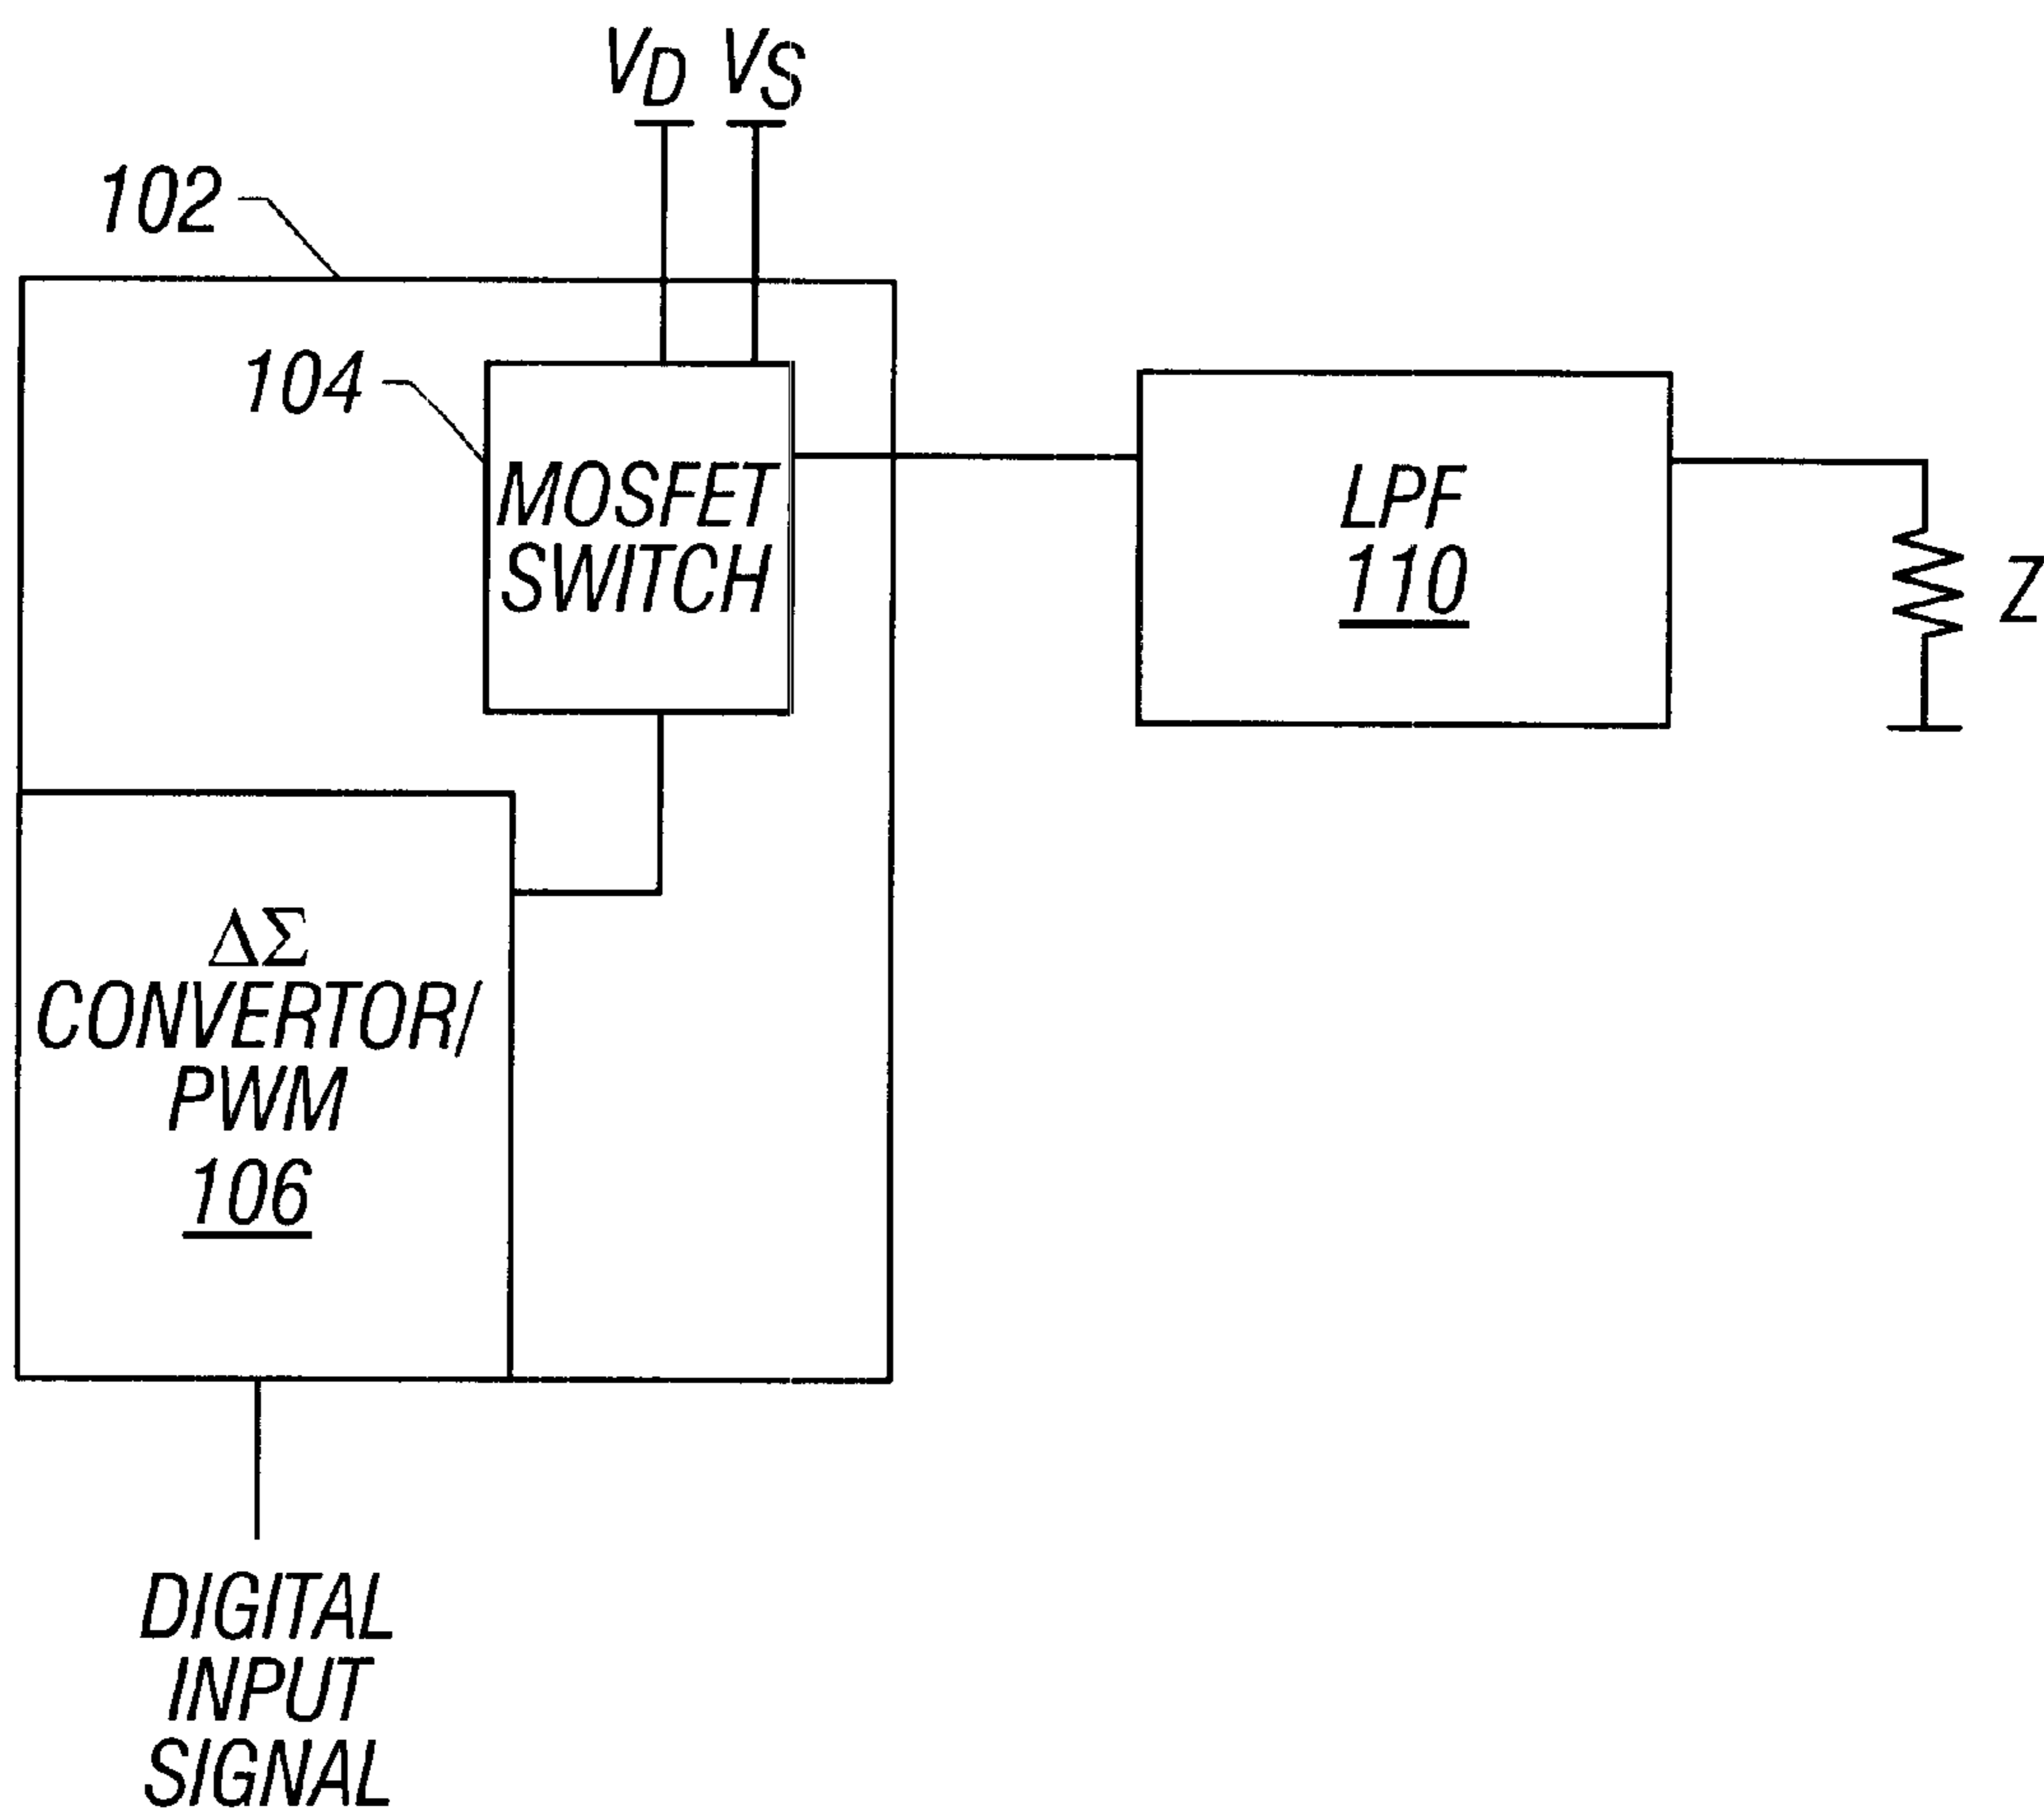 VD VS
102
104
MOSFET
SWITCH
LPF
110
Z
ΔΣ
CONVERTOR/
PWM
106
DIGITAL
INPUT
SIGNAL